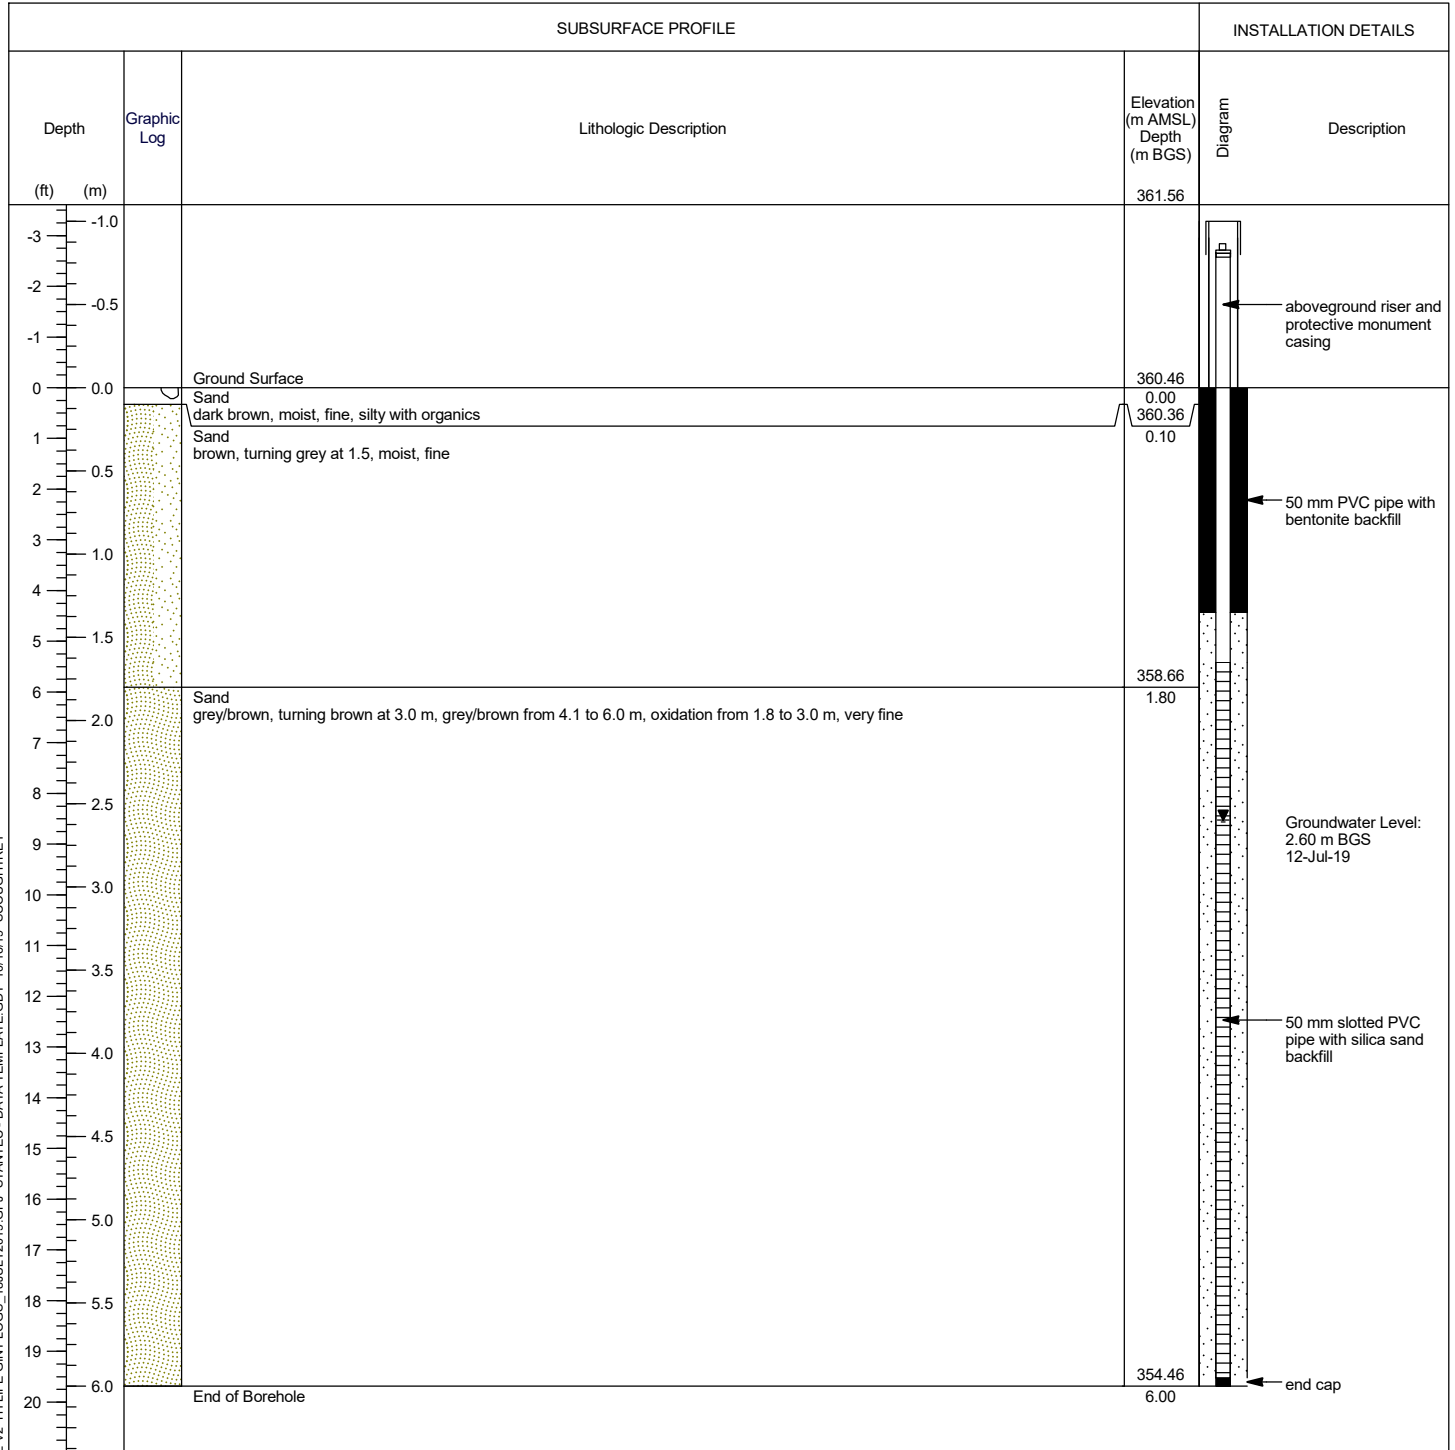 SUBSURFACE PROFILE
INSTALLATION DETAILS
Depth
Graphic
Log
Lithologic Description
Elevation
(m AMSL)
Depth
(m BGS)
Diagram
Description
(ft) (m)
361.56
-1.0
-3
-2
-0.5
-1
aboveground riser and
protective monument
casing
Ground Surface
360.46
0 0.0
Sand
0.00
dark brown, moist, fine, silty with organics
360.36
1
Sand
0.10
brown, turning grey at 1.5, moist, fine
0.5
2
50 mm PVC pipe with
bentonite backfill
3
1.0
4
1.5
5
358.66
6
Sand
1.80
grey/brown, turning brown at 3.0 m, grey/brown from 4.1 to 6.0 m, oxidation from 1.8 to 3.0 m, very fine
2.0
7
8
2.5
Groundwater Level:
2.60 m BGS
12-Jul-19
9
3.0
10
11
3.5
12
50 mm slotted PVC
pipe with silica sand
backfill
13
4.0
14
4.5
15
16
5.0
17
18
5.5
19
354.46
6.0
end cap
End of Borehole
6.00
20